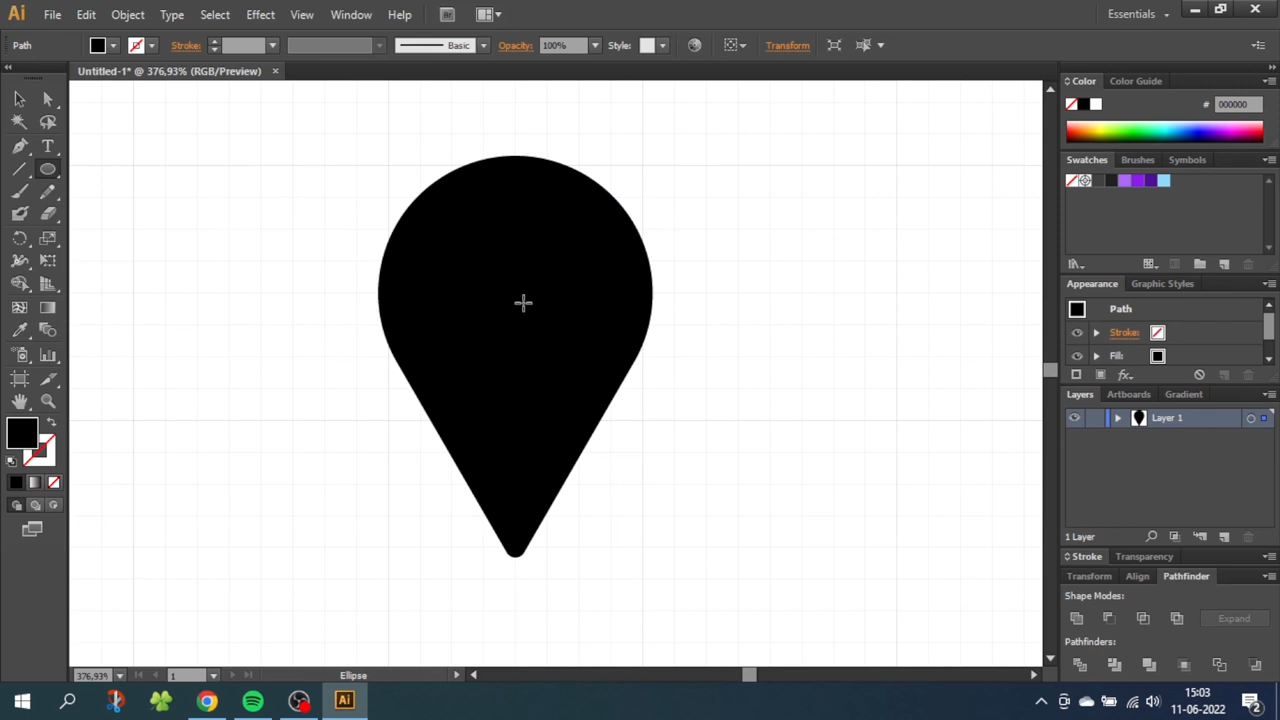 Ai File Edit Object Type Select Effect View Window Help Br Essentials
Path Stroke: Basic Opacity: 100% Style: Transform
Untitled-1* @ 376,93% (RGB/Preview) ×
Color Color Guide
# 000000
Swatches Brushes Symbols
Appearance Graphic Styles
Path
Stroke:
Fill:
fx
Layers Artboards Gradient
Layer 1
1 Layer
Stroke Transparency
Transform Align Pathfinder
Shape Modes:
Expand
Pathfinders:
376,93% 1 Ellipse
Ai
15:03
11-06-2022
2